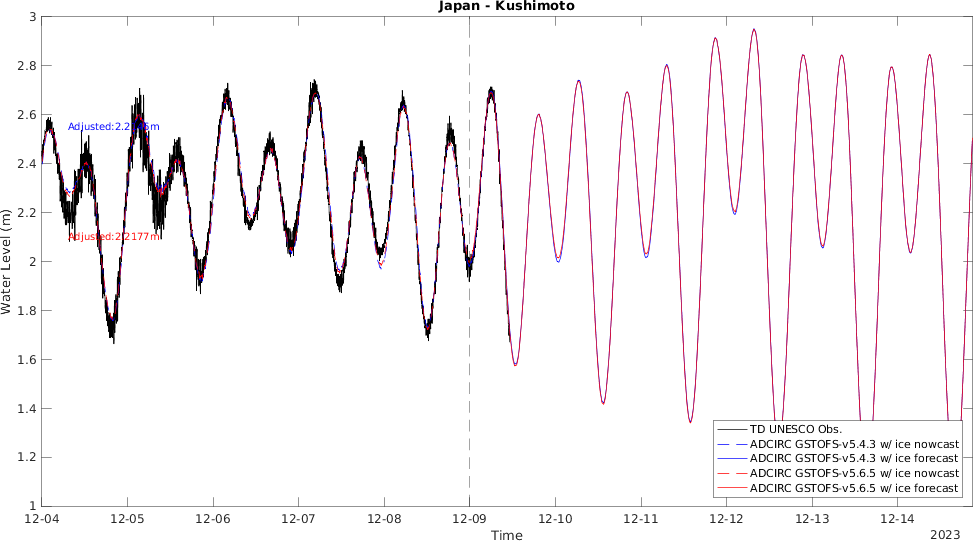 Japan - Kushimoto
Water Level (m)
3
2.8
2.6
2.4
2.2
2
1.8
1.6
1.4
1.2
1
Adjusted:2.2177m
TD UNESCO Obs.
ADCIRC GSTOFS-v5.4.3 w/ ice nowcast
ADCIRC GSTOFS-v5.4.3 w/ ice forecast
ADCIRC GSTOFS-v5.6.5 w/ ice nowcast
ADCIRC GSTOFS-v5.6.5 w/ ice forecast
12-04 12-05 12-06 12-07 12-08 12-09 12-10 12-11 12-12 12-13 12-14
Time
2023